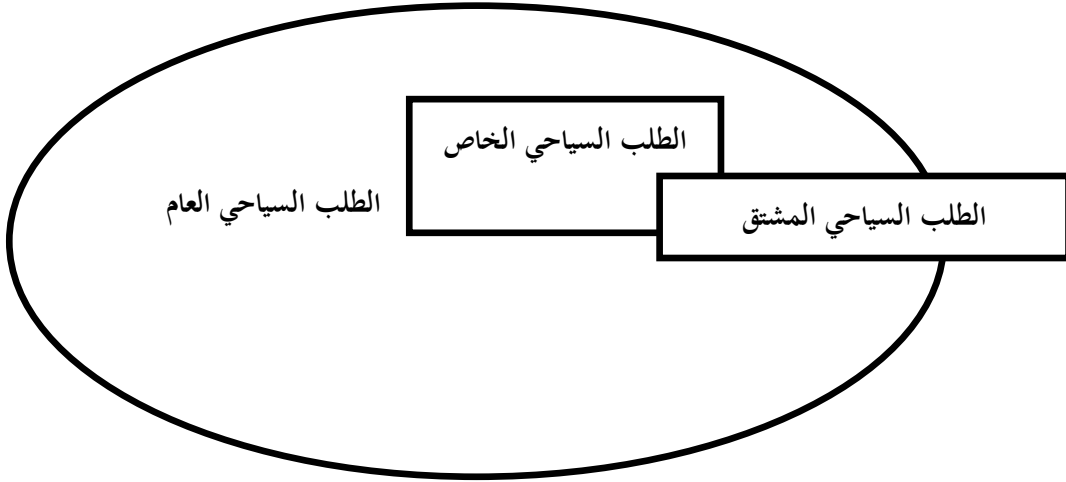 الطلب السياحي الخاص
الطلب السياحي العام
الطلب السياحي المشتق